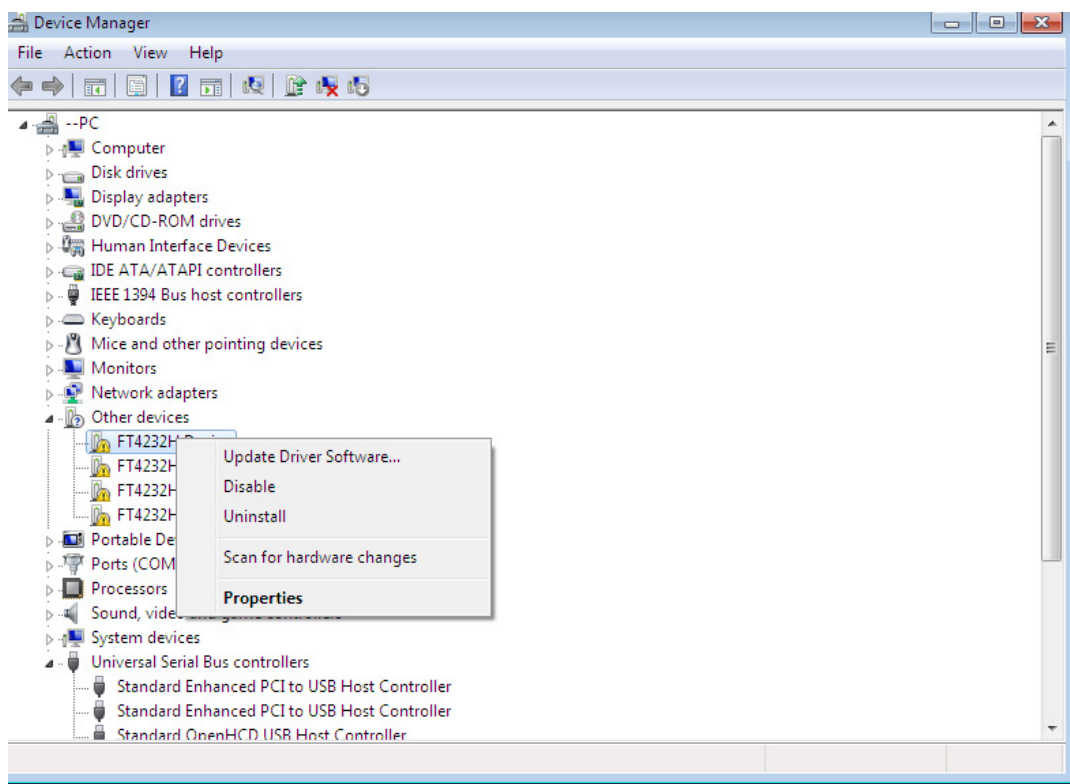 Device Manager
File Action View Help
--PC
Computer
Disk drives
Display adapters
DVD/CD-ROM drives
Human Interface Devices
IDE ATA/ATAPI controllers
IEEE 1394 Bus host controllers
Keyboards
Mice and other pointing devices
Monitors
Network adapters
Other devices
FT4232H
FT4232H
FT4232H
FT4232H
Update Driver Software...
Disable
Uninstall
Scan for hardware changes
Properties
Portable De
Ports (COM
Processors
Sound, vide
System devices
Universal Serial Bus controllers
Standard Enhanced PCI to USB Host Controller
Standard Enhanced PCI to USB Host Controller
Standard OpenHCD USB Host Controller